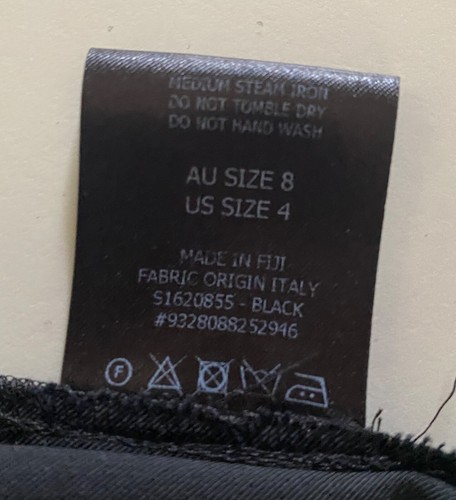 MEDIUM STEAM IRON
DO NOT TUMBLE DRY
DO NOT HAND WASH
AU SIZE 8
US SIZE 4
MADE IN FIJI
FABRIC ORIGIN ITALY
S1620855 - BLACK
#9328088252946
F